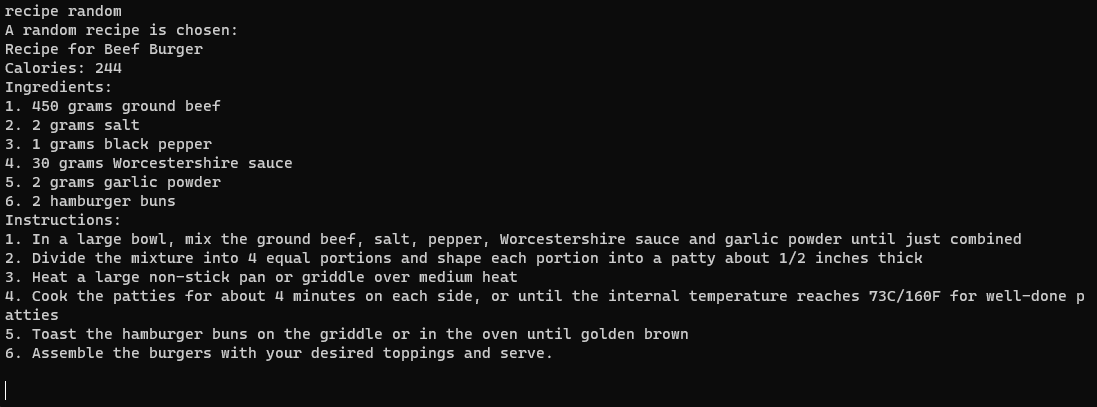 recipe random
A random recipe is chosen:
Recipe for Beef Burger
Calories: 244
Ingredients:
1. 450 grams ground beef
2. 2 grams salt
3. 1 grams black pepper
4. 30 grams Worcestershire sauce
5. 2 grams garlic powder
6. 2 hamburger buns
Instructions:
1. In a large bowl, mix the ground beef, salt, pepper, Worcestershire sauce and garlic powder until just combined
2. Divide the mixture into 4 equal portions and shape each portion into a patty about 1/2 inches thick
3. Heat a large non-stick pan or griddle over medium heat
4. Cook the patties for about 4 minutes on each side, or until the internal temperature reaches 73C/160F for well-done p
atties
5. Toast the hamburger buns on the griddle or in the oven until golden brown
6. Assemble the burgers with your desired toppings and serve.